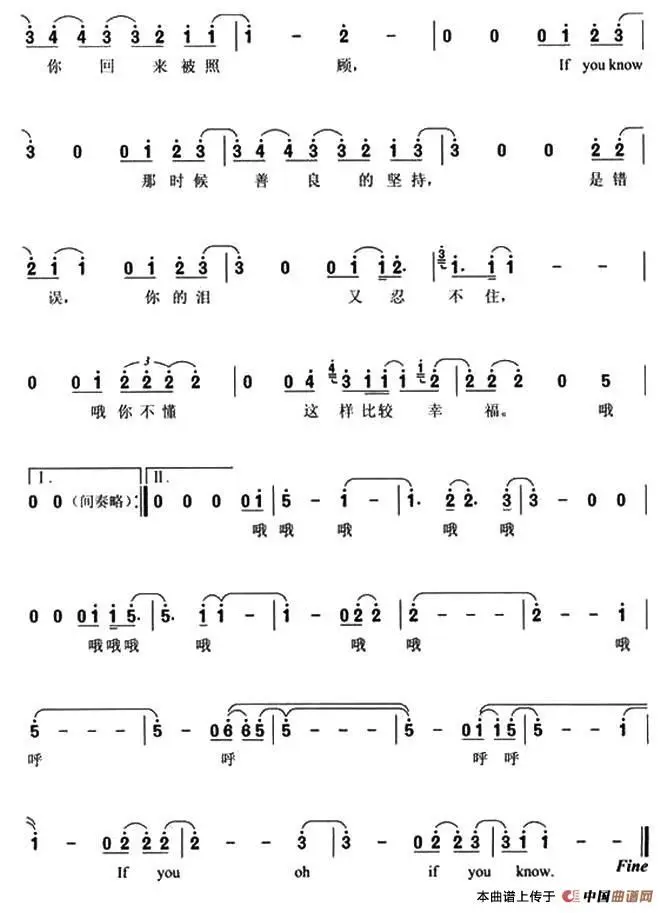 3 4 4 3 3 2 1 1 | 1 - 2 - | 0 0 0 1 2 3
你 回 来 被 照 顾, If you know
3 0 0 1 2 3 | 3 4 4 3 3 2 1 3 | 3 0 0 2 2
那 时 候 善 良 的 坚 持, 是 错
2 1 1 0 1 2 3 | 3 0 0 1 1 2. | 3 1. 1 1 - -
误, 你 的 泪 又 忍 不 住,
0 0 1 2 2 2 2 | 0 0 4 4 3 1 1 1 1 2 | 2 2 2 0 5
3
哦 你 不 懂 这 样 比 较 幸 福。 哦
I. II.
0 0 (间奏略) :|| 0 0 0 0 1 | 5 - 1 - | 1. 2 2. 3 | 3 - 0 0
哦 哦 哦 哦 哦
0 0 0 1 1 5. | 5. 1 1 - | 1 - 0 2 2 | 2 - - - | 2 - - 1
哦 哦 哦 哦 哦 哦 哦
5 - - - | 5 - 0 6 6 5 | 5 - - - | 5 - 0 1 1 5 | 5 - - 1
呼 呼 呼 呼
1 - 0 2 2 2 | 2 - - 3 | 3 - 0 2 2 3 | 3 1 1 - ||
If you oh if you know.
Fine
本曲谱上传于 中国曲谱网